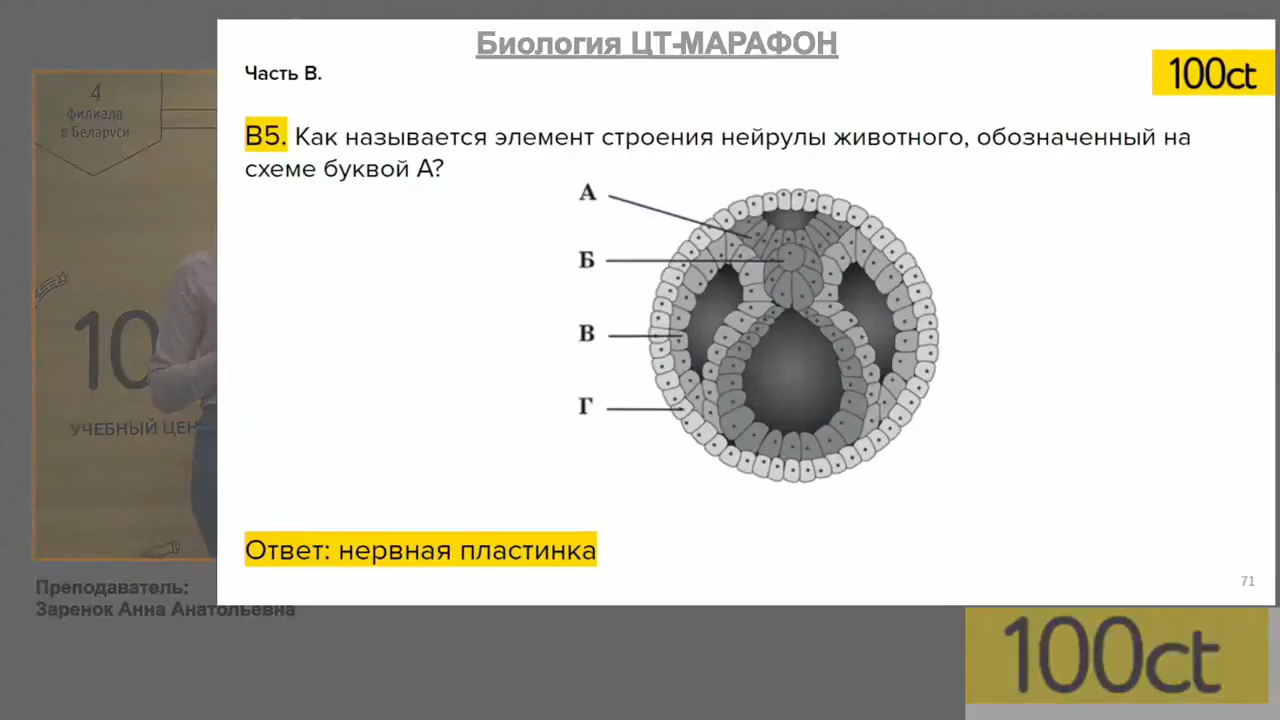 Биология ЦТ-МАРАФОН
Часть В.
100ct
4
филиала
в Беларуси
В5. Как называется элемент строения нейрулы животного, обозначенный на
схеме буквой А?
А
Б
В
Г
10
УЧЕБНЫЙ ЦЕН
Ответ: нервная пластинка
71
Преподаватель:
Заренок Анна Анатольевна
100ct